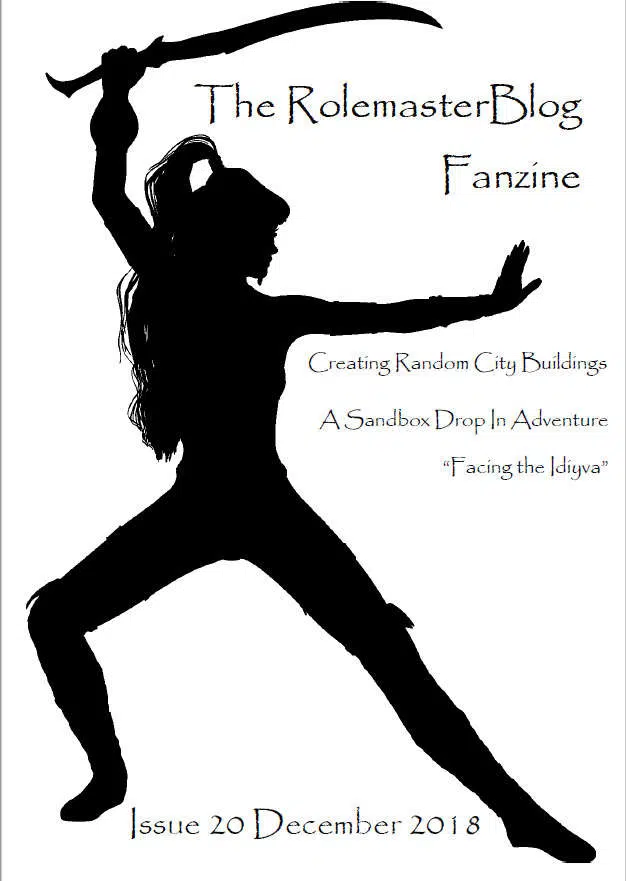 The RolemasterBlog
Fanzine
Creating Random City Buildings
A Sandbox Drop In Adventure
“Facing the Idiyva”
Issue 20 December 2018